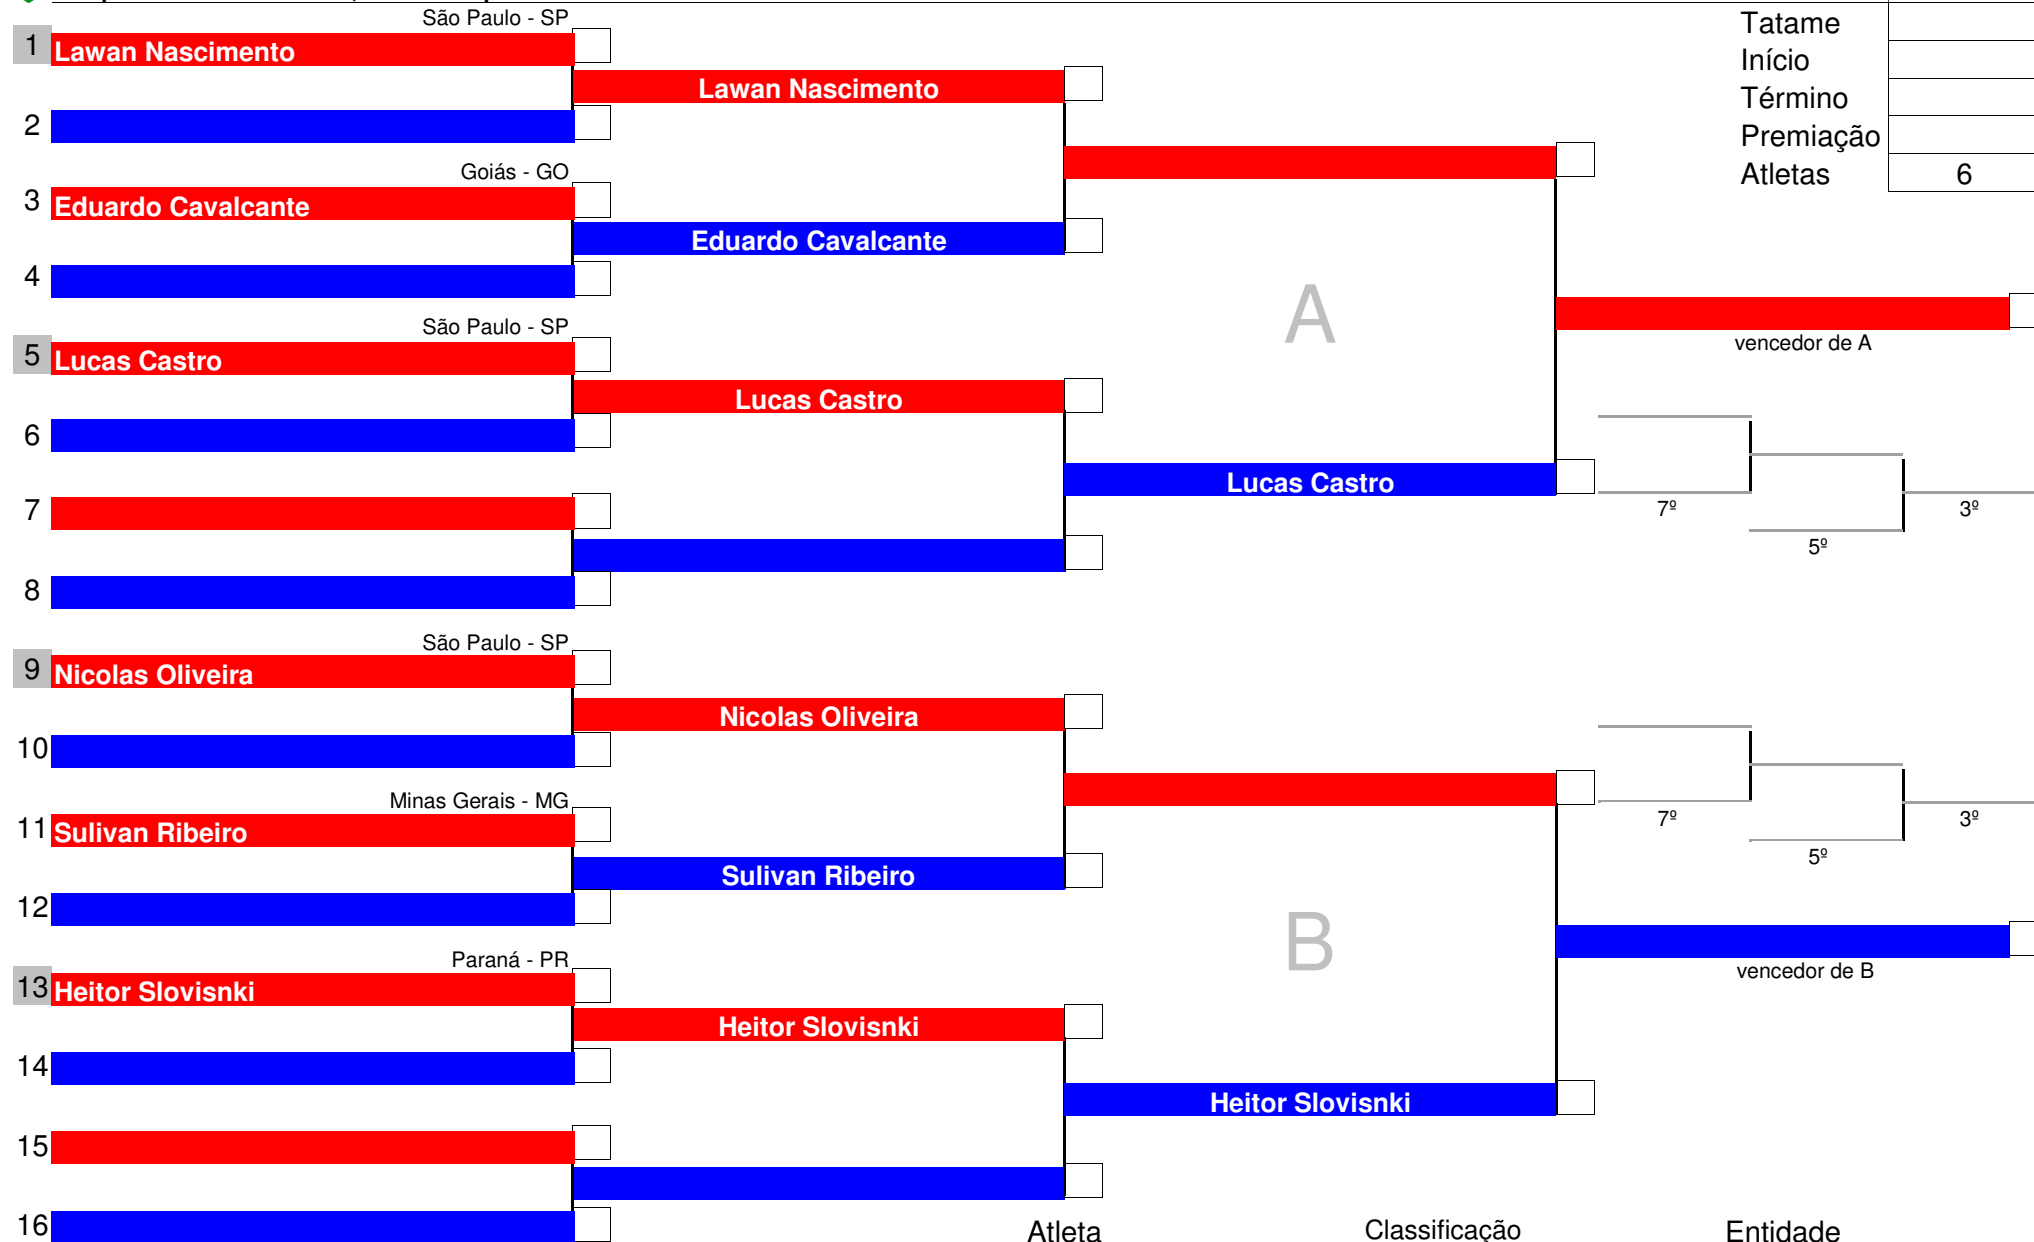 São Paulo - SP
Tatame
1 Lawan Nascimento
Início
Lawan Nascimento
Término
2
Premiação
Goiás - GO
Atletas 6
3 Eduardo Cavalcante
Eduardo Cavalcante
4
A
São Paulo - SP
vencedor de A
5 Lucas Castro
Lucas Castro
6
Lucas Castro
7
7º 3º
5º
8
São Paulo - SP
9 Nicolas Oliveira
Nicolas Oliveira
10
Minas Gerais - MG
7º 3º
11 Sulivan Ribeiro
5º
Sulivan Ribeiro
12
B
Paraná - PR
vencedor de B
13 Heitor Slovisnki
Heitor Slovisnki
14
Heitor Slovisnki
15
16
Atleta Classificação Entidade